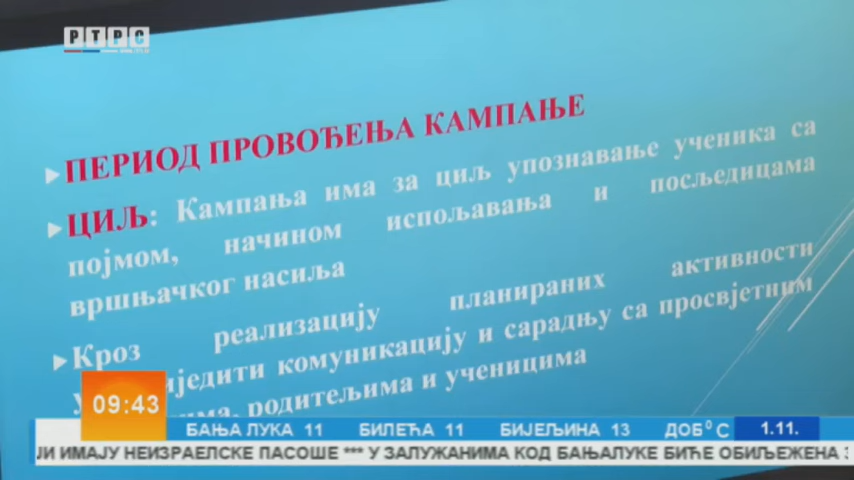 РТРС
ПЕРИОД ПРОВОЂЕЊА КАМПАЊЕ
ЦИЉ: Кампања има за циљ упознавање ученика са
појмом, начином испољавања и посљедицама
вршњачког насиља
Кроз реализацију планираних активности
комуникацију и сарадњу са просвјетним
родитељима и ученицима
09:43
БАЊА ЛУКА 11 БИЛЕЋА 11 БИЈЕЉИНА 13 ДОБ °C 1.11.
ЈИ ИМАЈУ НЕИЗРАЕЛСКЕ ПАСОШЕ *** У ЗАЛУЖАНИМА КОД БАЊАЛУКЕ БИЋЕ ОБИЉЕЖЕНА